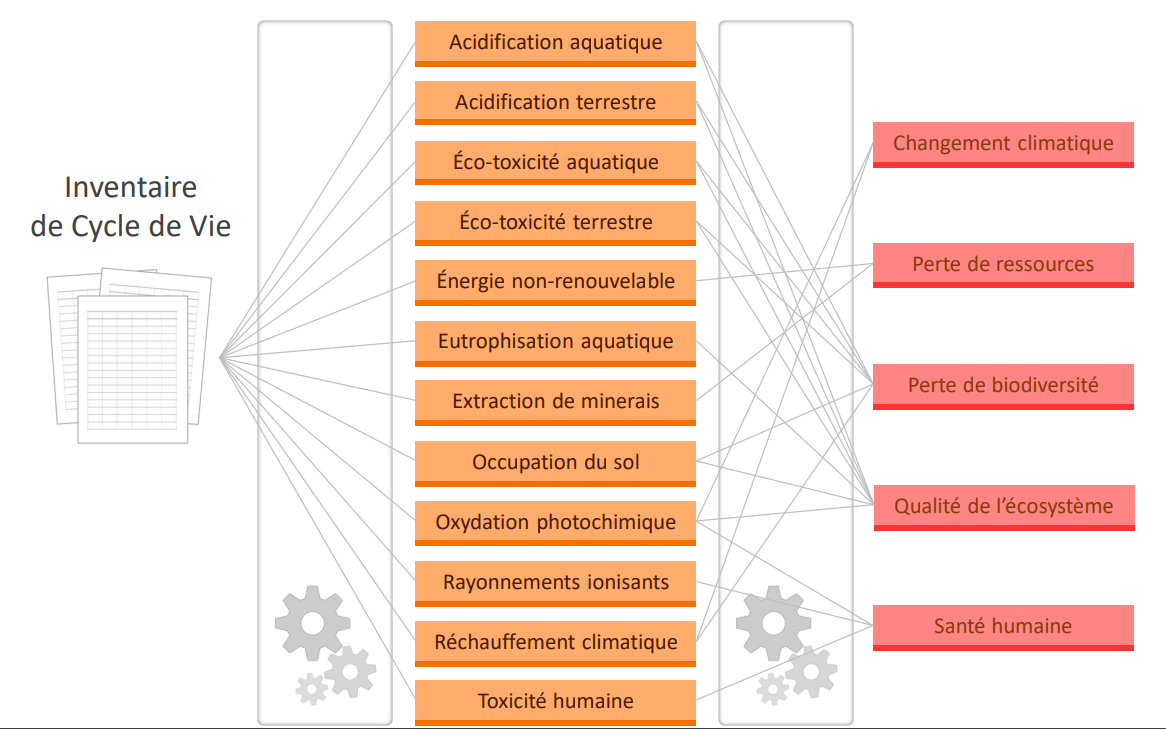 Inventaire
de Cycle de Vie
Acidification aquatique
Acidification terrestre
Éco-toxicité aquatique
Éco-toxicité terrestre
Énergie non-renouvelable
Eutrophisation aquatique
Extraction de minerais
Occupation du sol
Oxydation photochimique
Rayonnements ionisants
Réchauffement climatique
Toxicité humaine
Changement climatique
Perte de ressources
Perte de biodiversité
Qualité de l’écosystème
Santé humaine